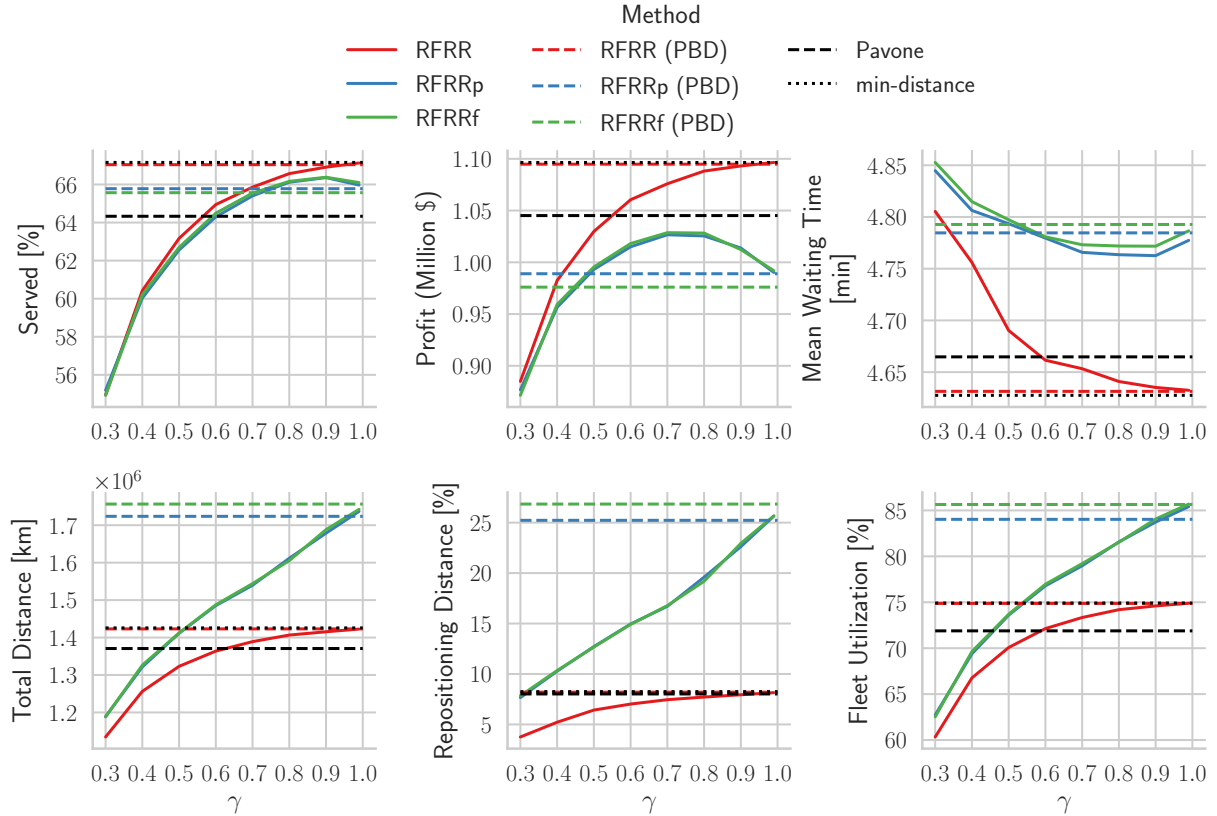 Method
RFRR
RFRR (PBD)
Pavone
RFRRp
RFRRp (PBD)
min-distance
RFRRf
RFRRf (PBD)
Served [%]
66
64
62
60
58
56
0.3 0.4 0.5 0.6 0.7 0.8 0.9 1.0
Profit (Million $)
1.10
1.05
1.00
0.95
0.90
0.3 0.4 0.5 0.6 0.7 0.8 0.9 1.0
Mean Waiting Time
[min]
4.85
4.80
4.75
4.70
4.65
0.3 0.4 0.5 0.6 0.7 0.8 0.9 1.0
×10⁶
Total Distance [km]
1.7
1.6
1.5
1.4
1.3
1.2
0.3 0.4 0.5 0.6 0.7 0.8 0.9 1.0
γ
Repositioning Distance [%]
25
20
15
10
5
0.3 0.4 0.5 0.6 0.7 0.8 0.9 1.0
γ
Fleet Utilization [%]
85
80
75
70
65
60
0.3 0.4 0.5 0.6 0.7 0.8 0.9 1.0
γ